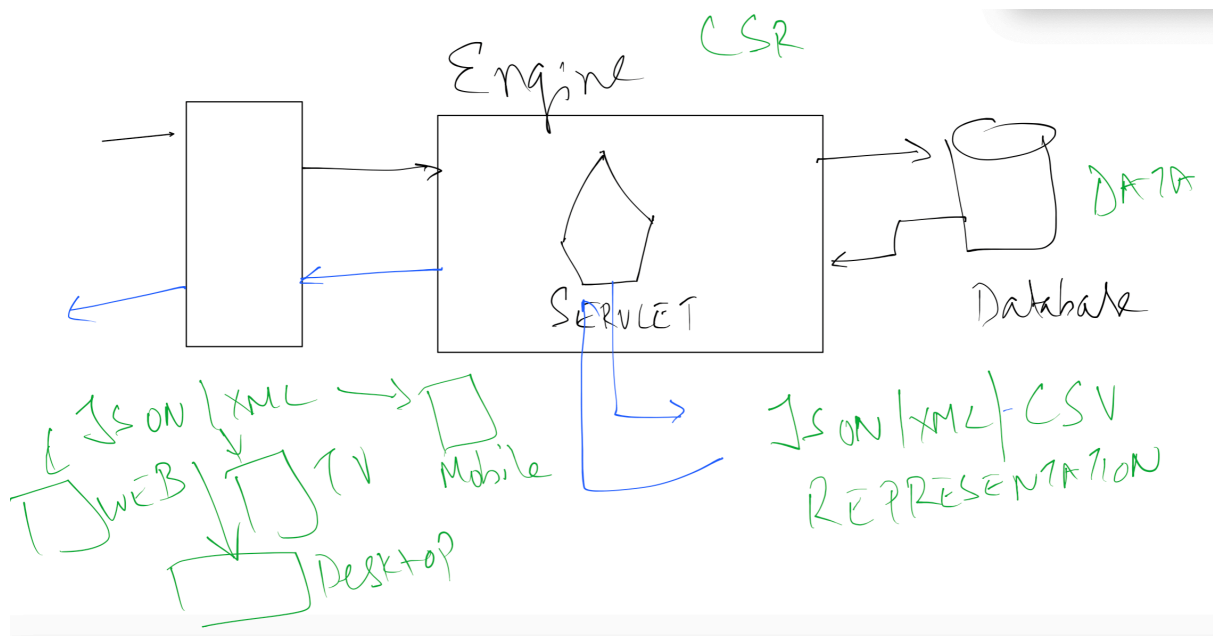 CSR
Engine
DATA
SERVLET
Database
JSON/XML
JSON/XML/CSV
REPRESENTATION
WEB
TV
Mobile
Desktop